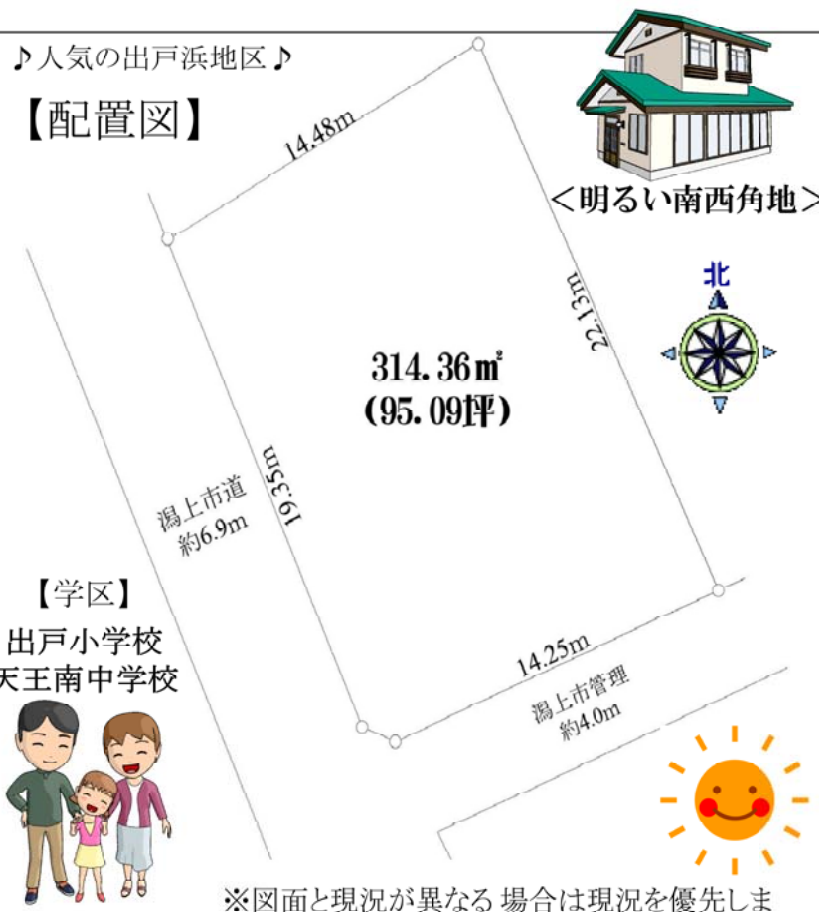 ♪人気の出戸浜地区♪
【配置図】
14.48m
＜明るい南西角地＞
北
22.13m
314.36㎡
(95.09坪)
19.35m
潟上市道
約6.9m
【学区】
出戸小学校
天王南中学校
14.25m
潟上市管理
約4.0m
※図面と現況が異なる場合は現況を優先しま